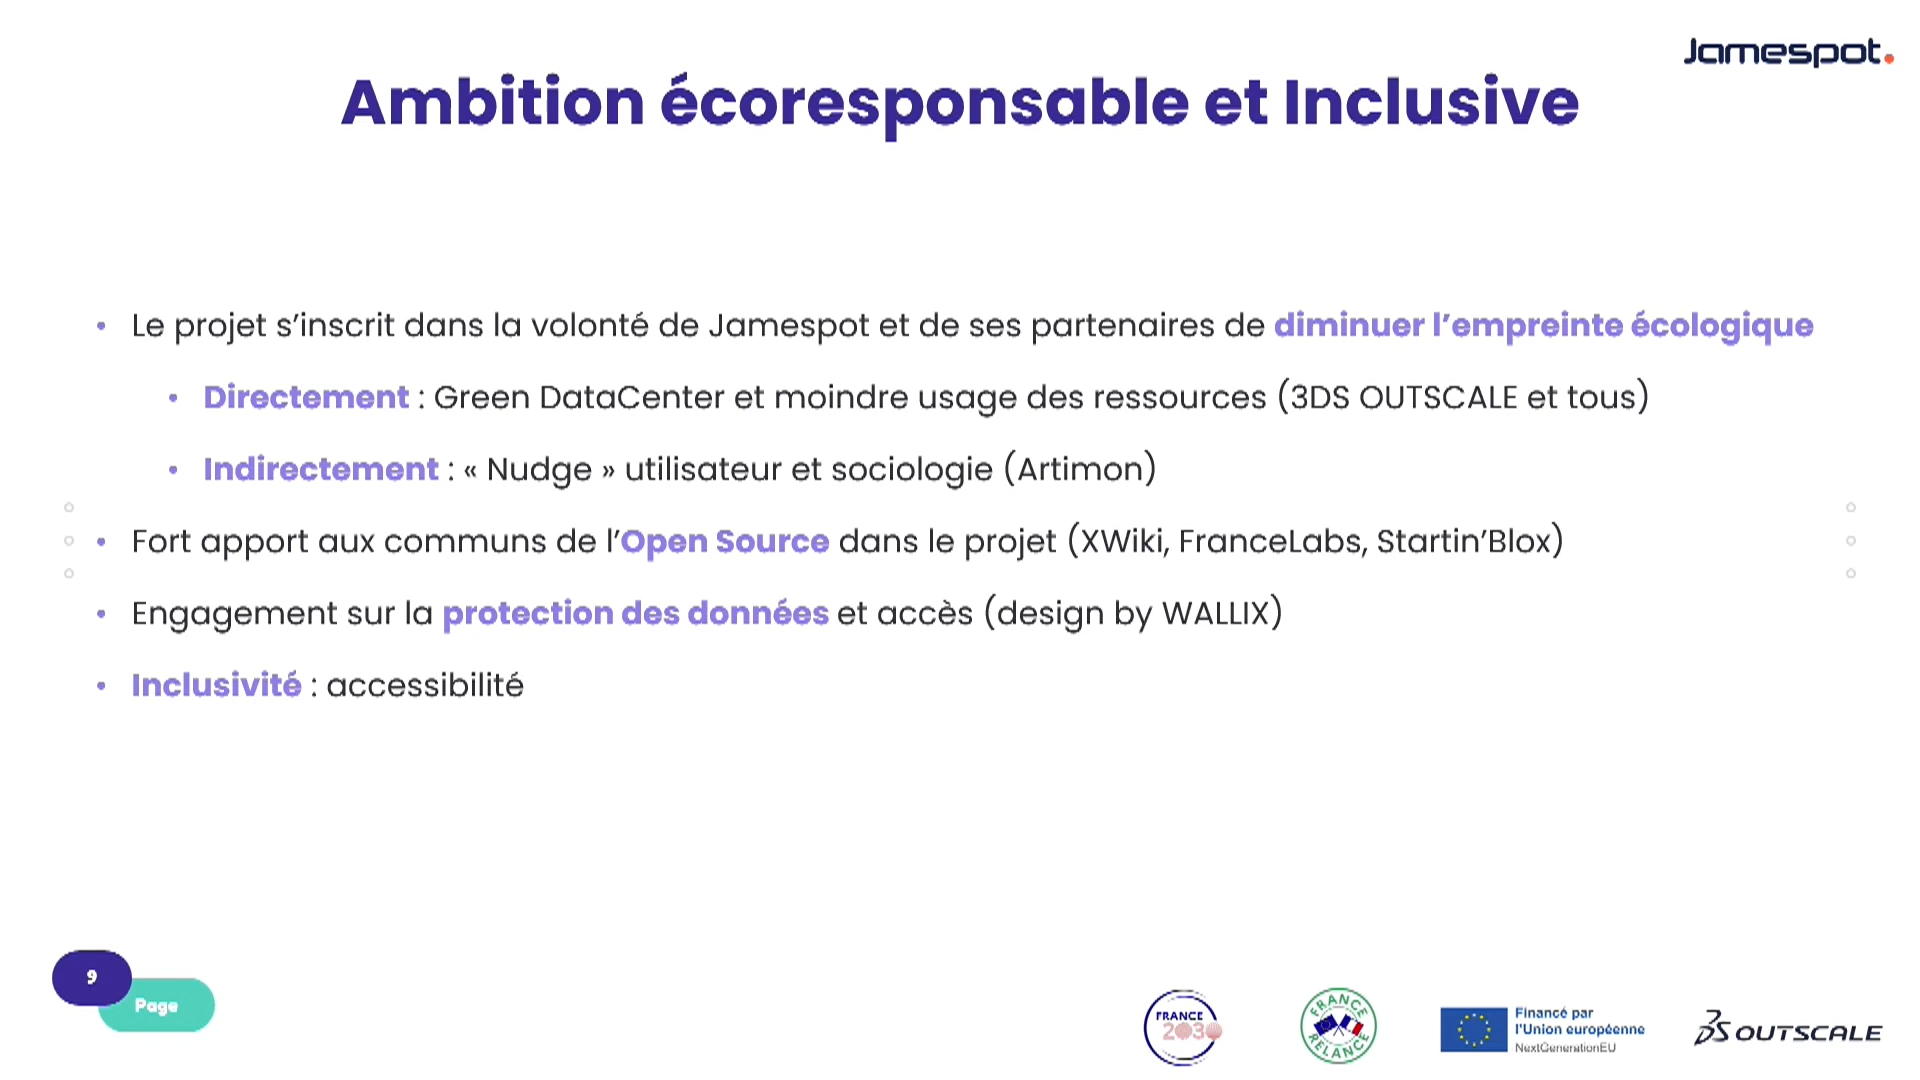 Jamespot.
Ambition écoresponsable et Inclusive
• Le projet s’inscrit dans la volonté de Jamespot et de ses partenaires de diminuer l’empreinte écologique
• Directement : Green DataCenter et moindre usage des ressources (3DS OUTSCALE et tous)
• Indirectement : « Nudge » utilisateur et sociologie (Artimon)
• Fort apport aux communs de l’Open Source dans le projet (XWiki, FranceLabs, Startin’Blox)
• Engagement sur la protection des données et accès (design by WALLIX)
• Inclusivité : accessibilité
9
Page
FRANCE
2030
FRANCE
RELANCE
Financé par
l'Union européenne
NextGenerationEU
3DS OUTSCALE